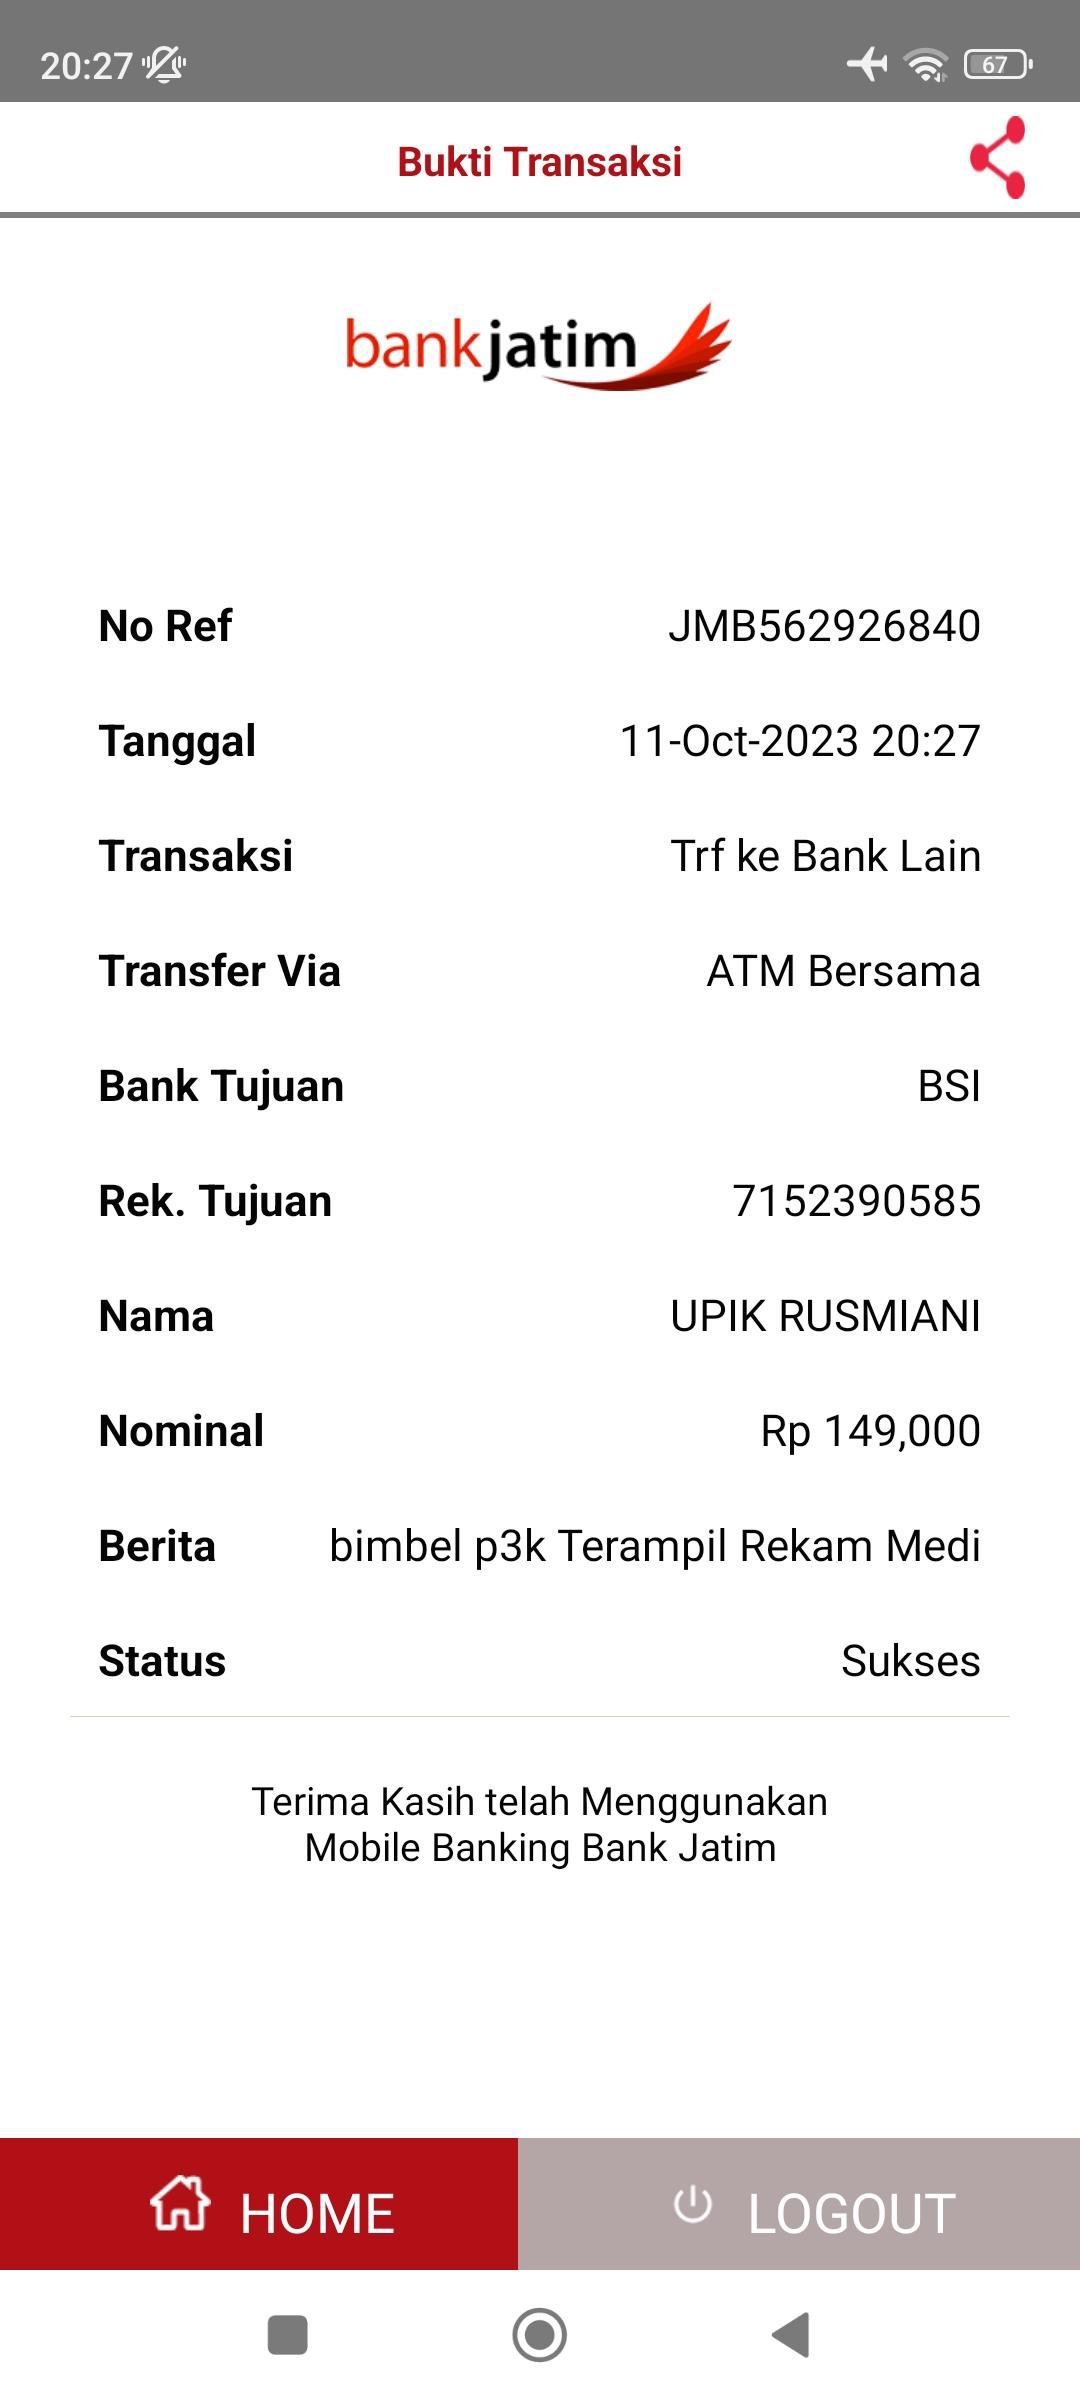 20:27
67
Bukti Transaksi
bankjatim
No Ref JMB562926840
Tanggal 11-Oct-2023 20:27
Transaksi Trf ke Bank Lain
Transfer Via ATM Bersama
Bank Tujuan BSI
Rek. Tujuan 7152390585
Nama UPIK RUSMIANI
Nominal Rp 149,000
Berita bimbel p3k Terampil Rekam Medi
Status Sukses
Terima Kasih telah Menggunakan
Mobile Banking Bank Jatim
HOME LOGOUT